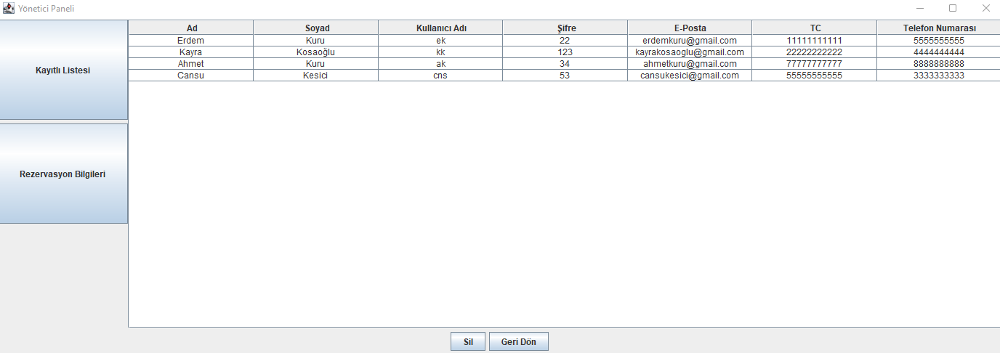 Yönetici Paneli
Kayıtlı Listesi
Rezervasyon Bilgileri
Ad Soyad Kullanıcı Adı Şifre E-Posta TC Telefon Numarası
Erdem Kuru ek 22 erdemkuru@gmail.com 11111111111 5555555555
Kayra Kosaoğlu kk 123 kayrakosaoglu@gmail.com 22222222222 4444444444
Ahmet Kuru ak 34 ahmetkuru@gmail.com 77777777777 8888888888
Cansu Kesici cns 53 cansukesici@gmail.com 55555555555 3333333333
Sil Geri Dön